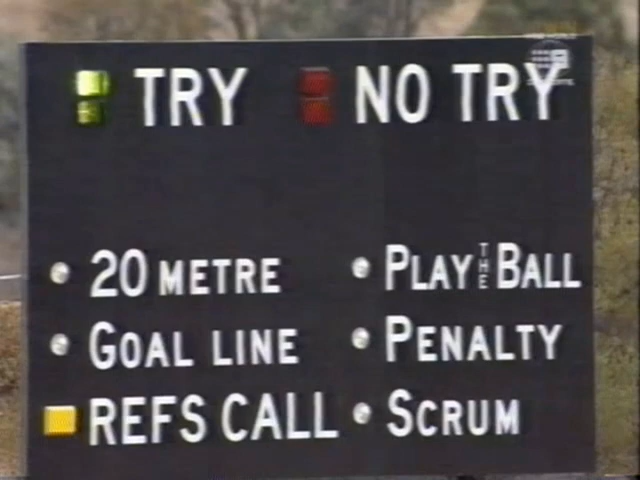 TRY NO TRY
20 METRE PLAY THE BALL
GOAL LINE PENALTY
REFS CALL SCRUM